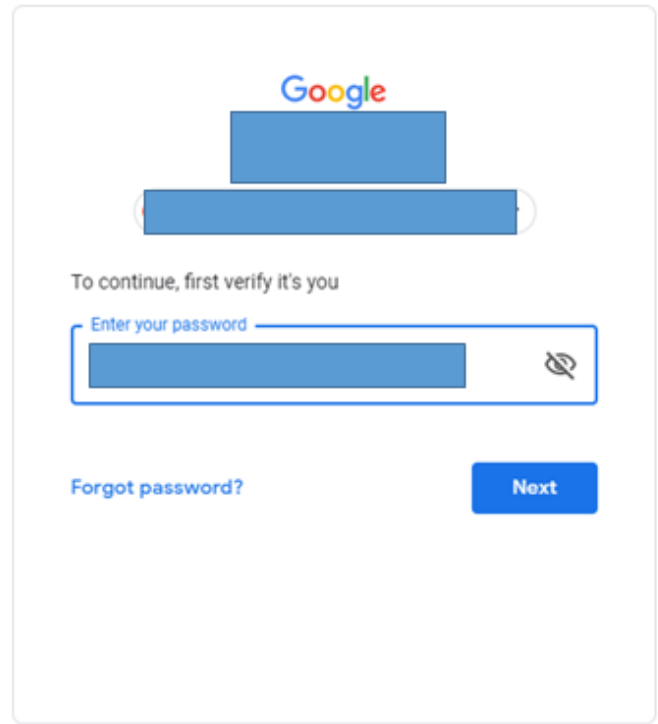 Google
To continue, first verify it's you
Enter your password
Forgot password?
Next